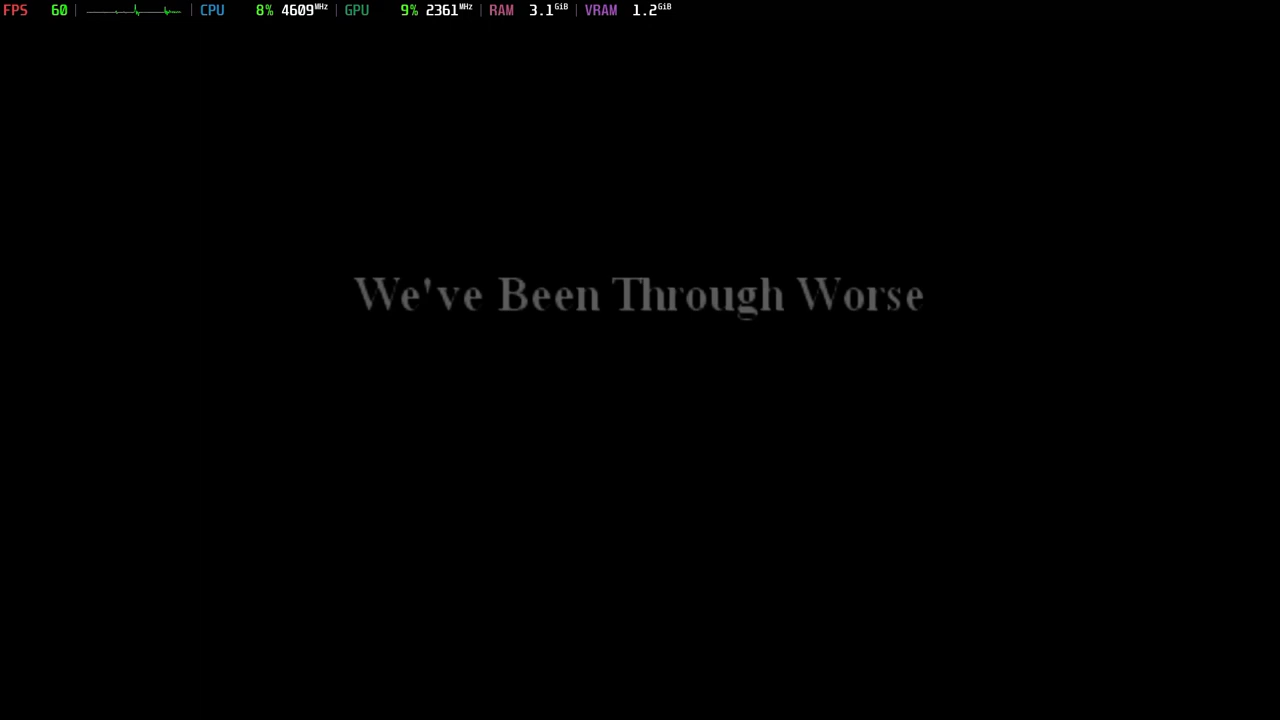 FPS 60 | CPU 8% 4609MHz | GPU 9% 2361MHz | RAM 3.1GiB | VRAM 1.2GiB
We've Been Through Worse